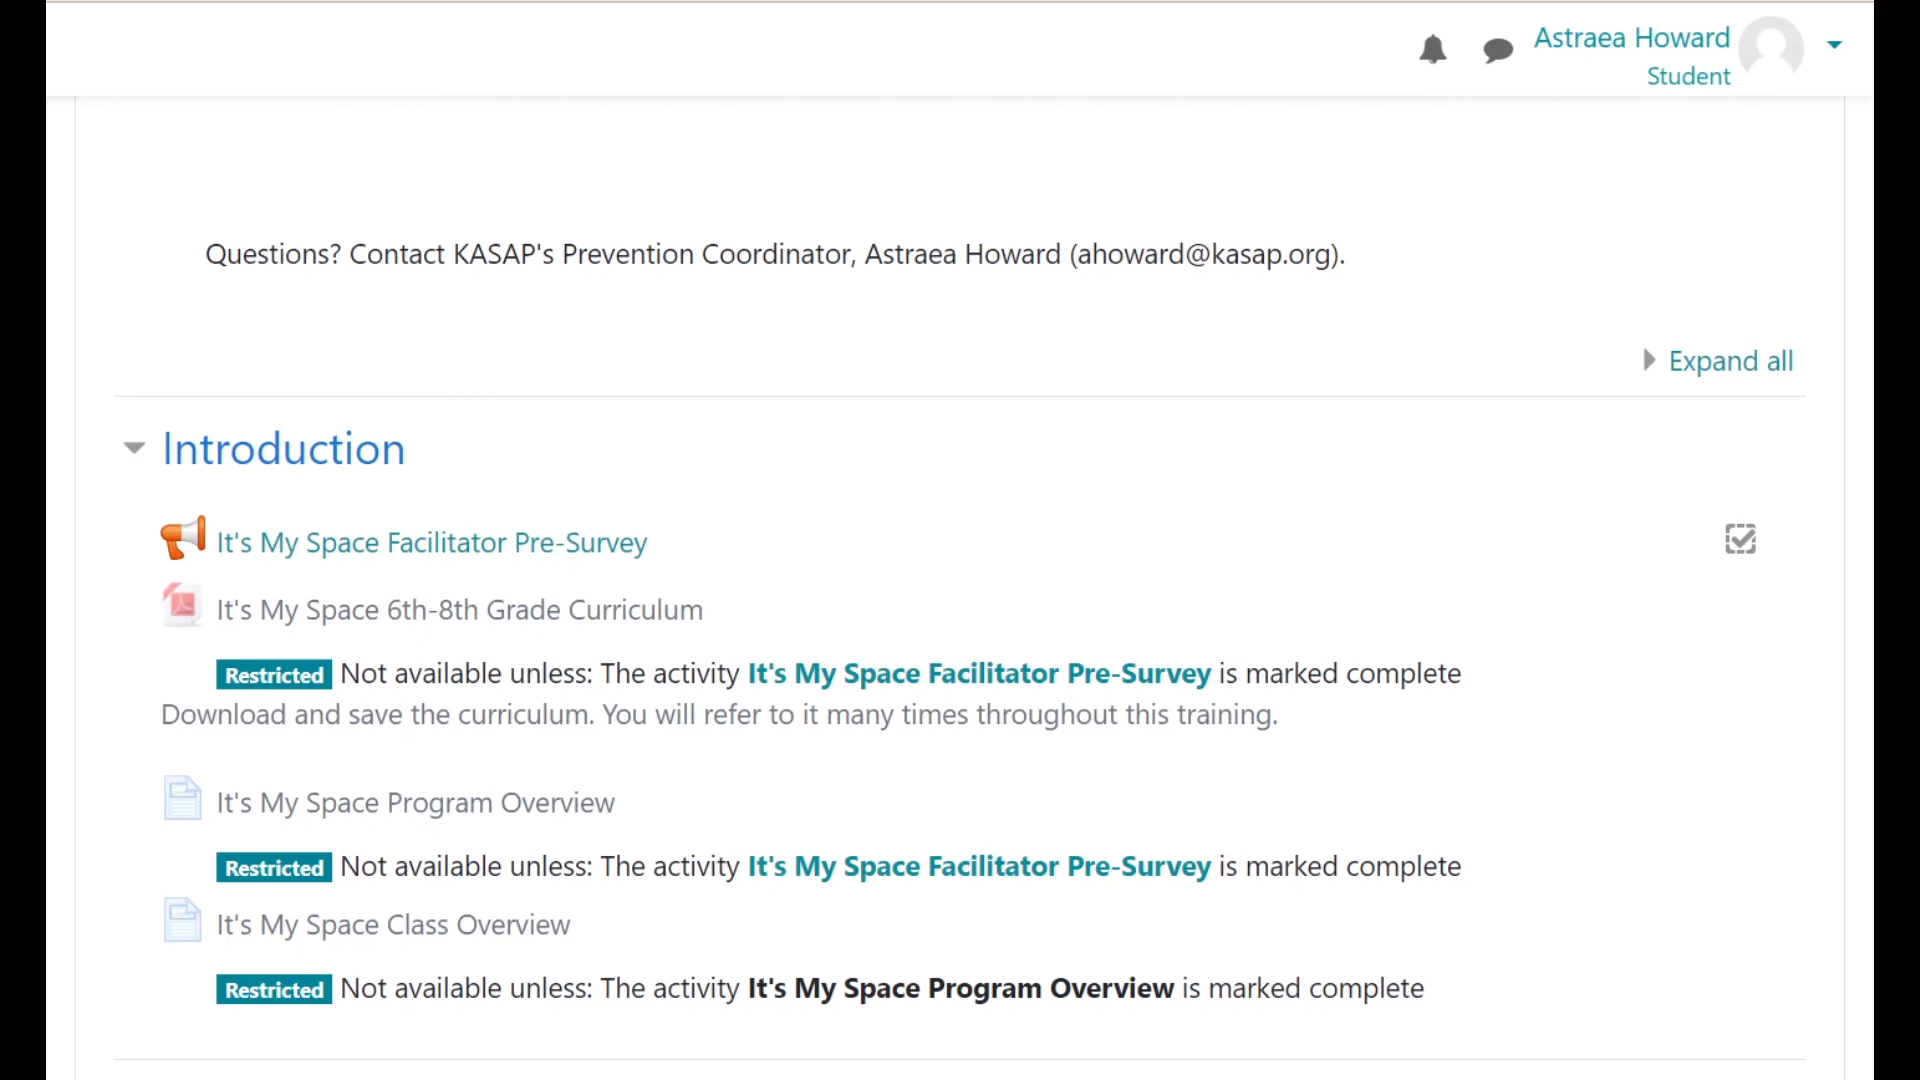 Astraea Howard
Student
Questions? Contact KASAP's Prevention Coordinator, Astraea Howard (ahoward@kasap.org).
Expand all
Introduction
It's My Space Facilitator Pre-Survey
It's My Space 6th-8th Grade Curriculum
Restricted Not available unless: The activity It's My Space Facilitator Pre-Survey is marked complete
Download and save the curriculum. You will refer to it many times throughout this training.
It's My Space Program Overview
Restricted Not available unless: The activity It's My Space Facilitator Pre-Survey is marked complete
It's My Space Class Overview
Restricted Not available unless: The activity It's My Space Program Overview is marked complete